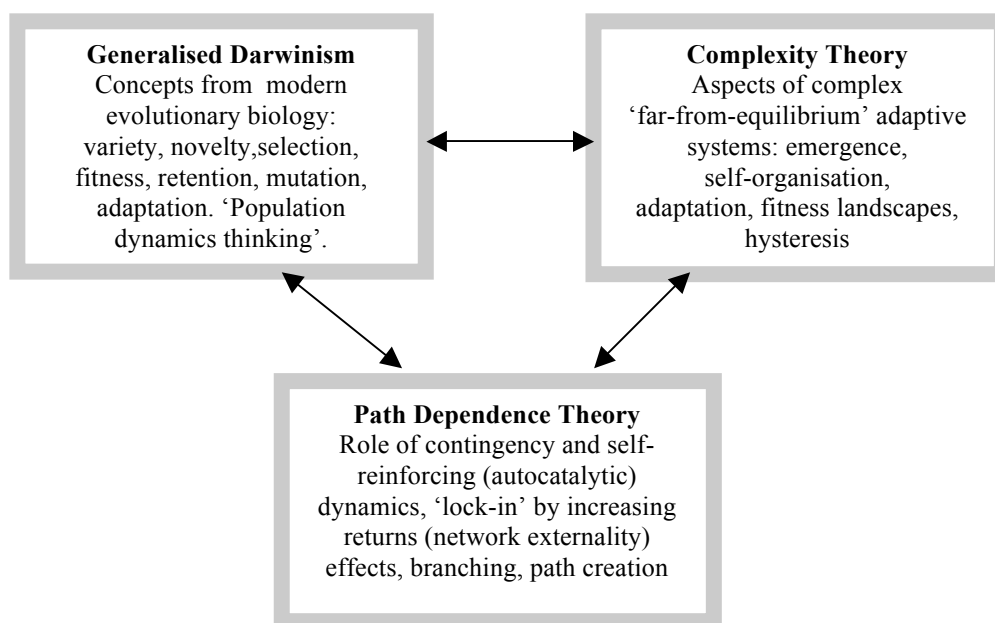 Generalised Darwinism
Concepts from modern
evolutionary biology:
variety, novelty,selection,
fitness, retention, mutation,
adaptation. ‘Population
dynamics thinking’.
Complexity Theory
Aspects of complex
‘far-from-equilibrium’ adaptive
systems: emergence,
self-organisation,
adaptation, fitness landscapes,
hysteresis
Path Dependence Theory
Role of contingency and self-
reinforcing (autocatalytic)
dynamics, ‘lock-in’ by increasing
returns (network externality)
effects, branching, path creation